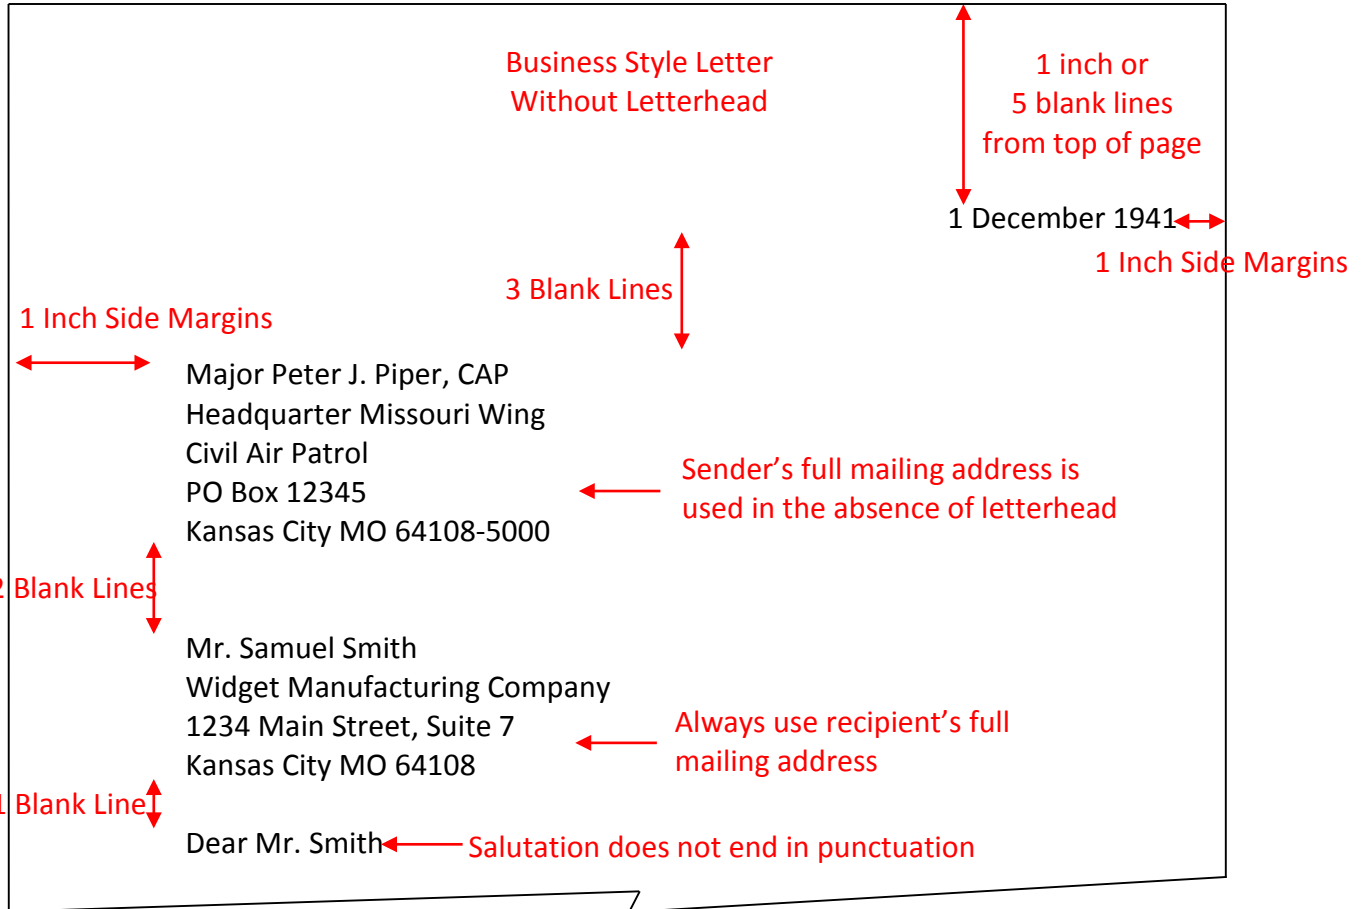 Business Style Letter
Without Letterhead
1 inch or
5 blank lines
from top of page
1 December 1941
1 Inch Side Margins
3 Blank Lines
1 Inch Side Margins
Major Peter J. Piper, CAP
Headquarter Missouri Wing
Civil Air Patrol
PO Box 12345
Kansas City MO 64108-5000
Sender’s full mailing address is
used in the absence of letterhead
2 Blank Lines
Mr. Samuel Smith
Widget Manufacturing Company
1234 Main Street, Suite 7
Kansas City MO 64108
Always use recipient’s full
mailing address
1 Blank Line
Dear Mr. Smith
Salutation does not end in punctuation